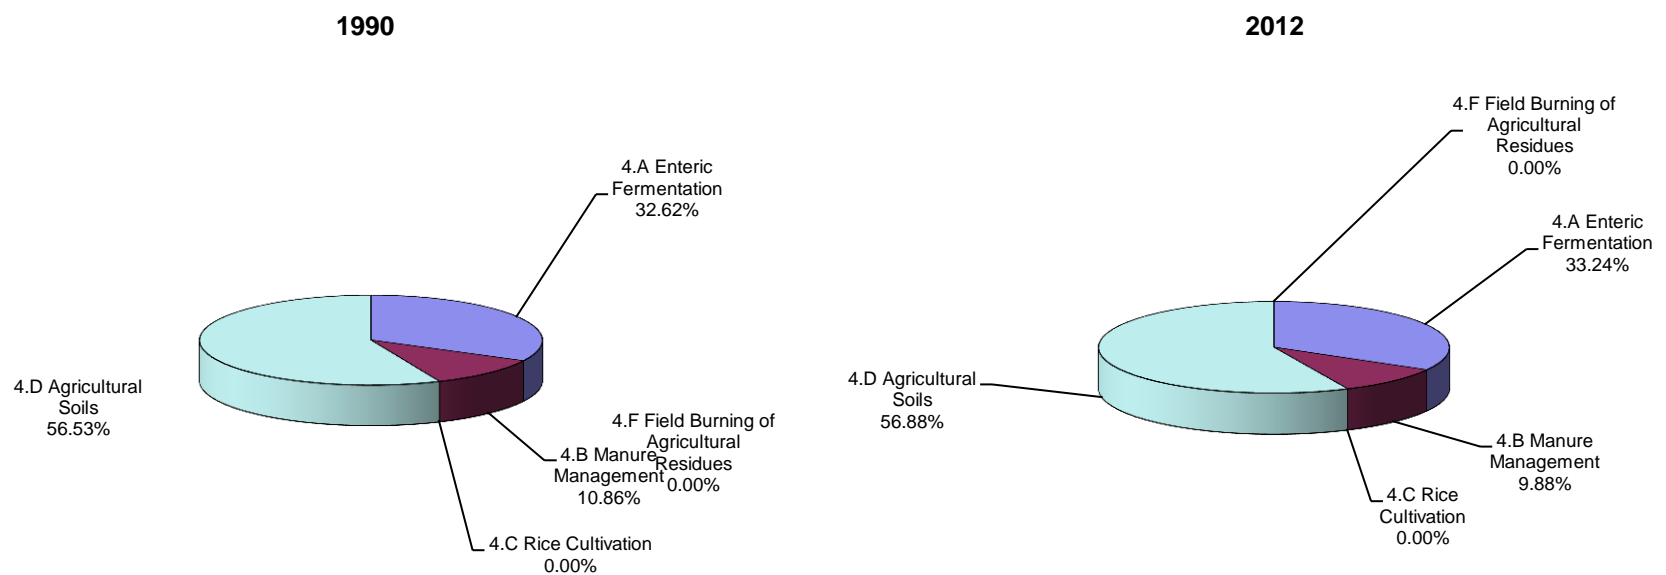 1990
4.A Enteric
Fermentation
32.62%
4.D Agricultural
Soils
56.53%
4.F Field Burning of
Agricultural
Residues
0.00%
4.B Manure
Management
10.86%
4.C Rice Cultivation
0.00%
2012
4.F Field Burning of
Agricultural
Residues
0.00%
4.A Enteric
Fermentation
33.24%
4.D Agricultural
Soils
56.88%
4.B Manure
Management
9.88%
4.C Rice
Cultivation
0.00%